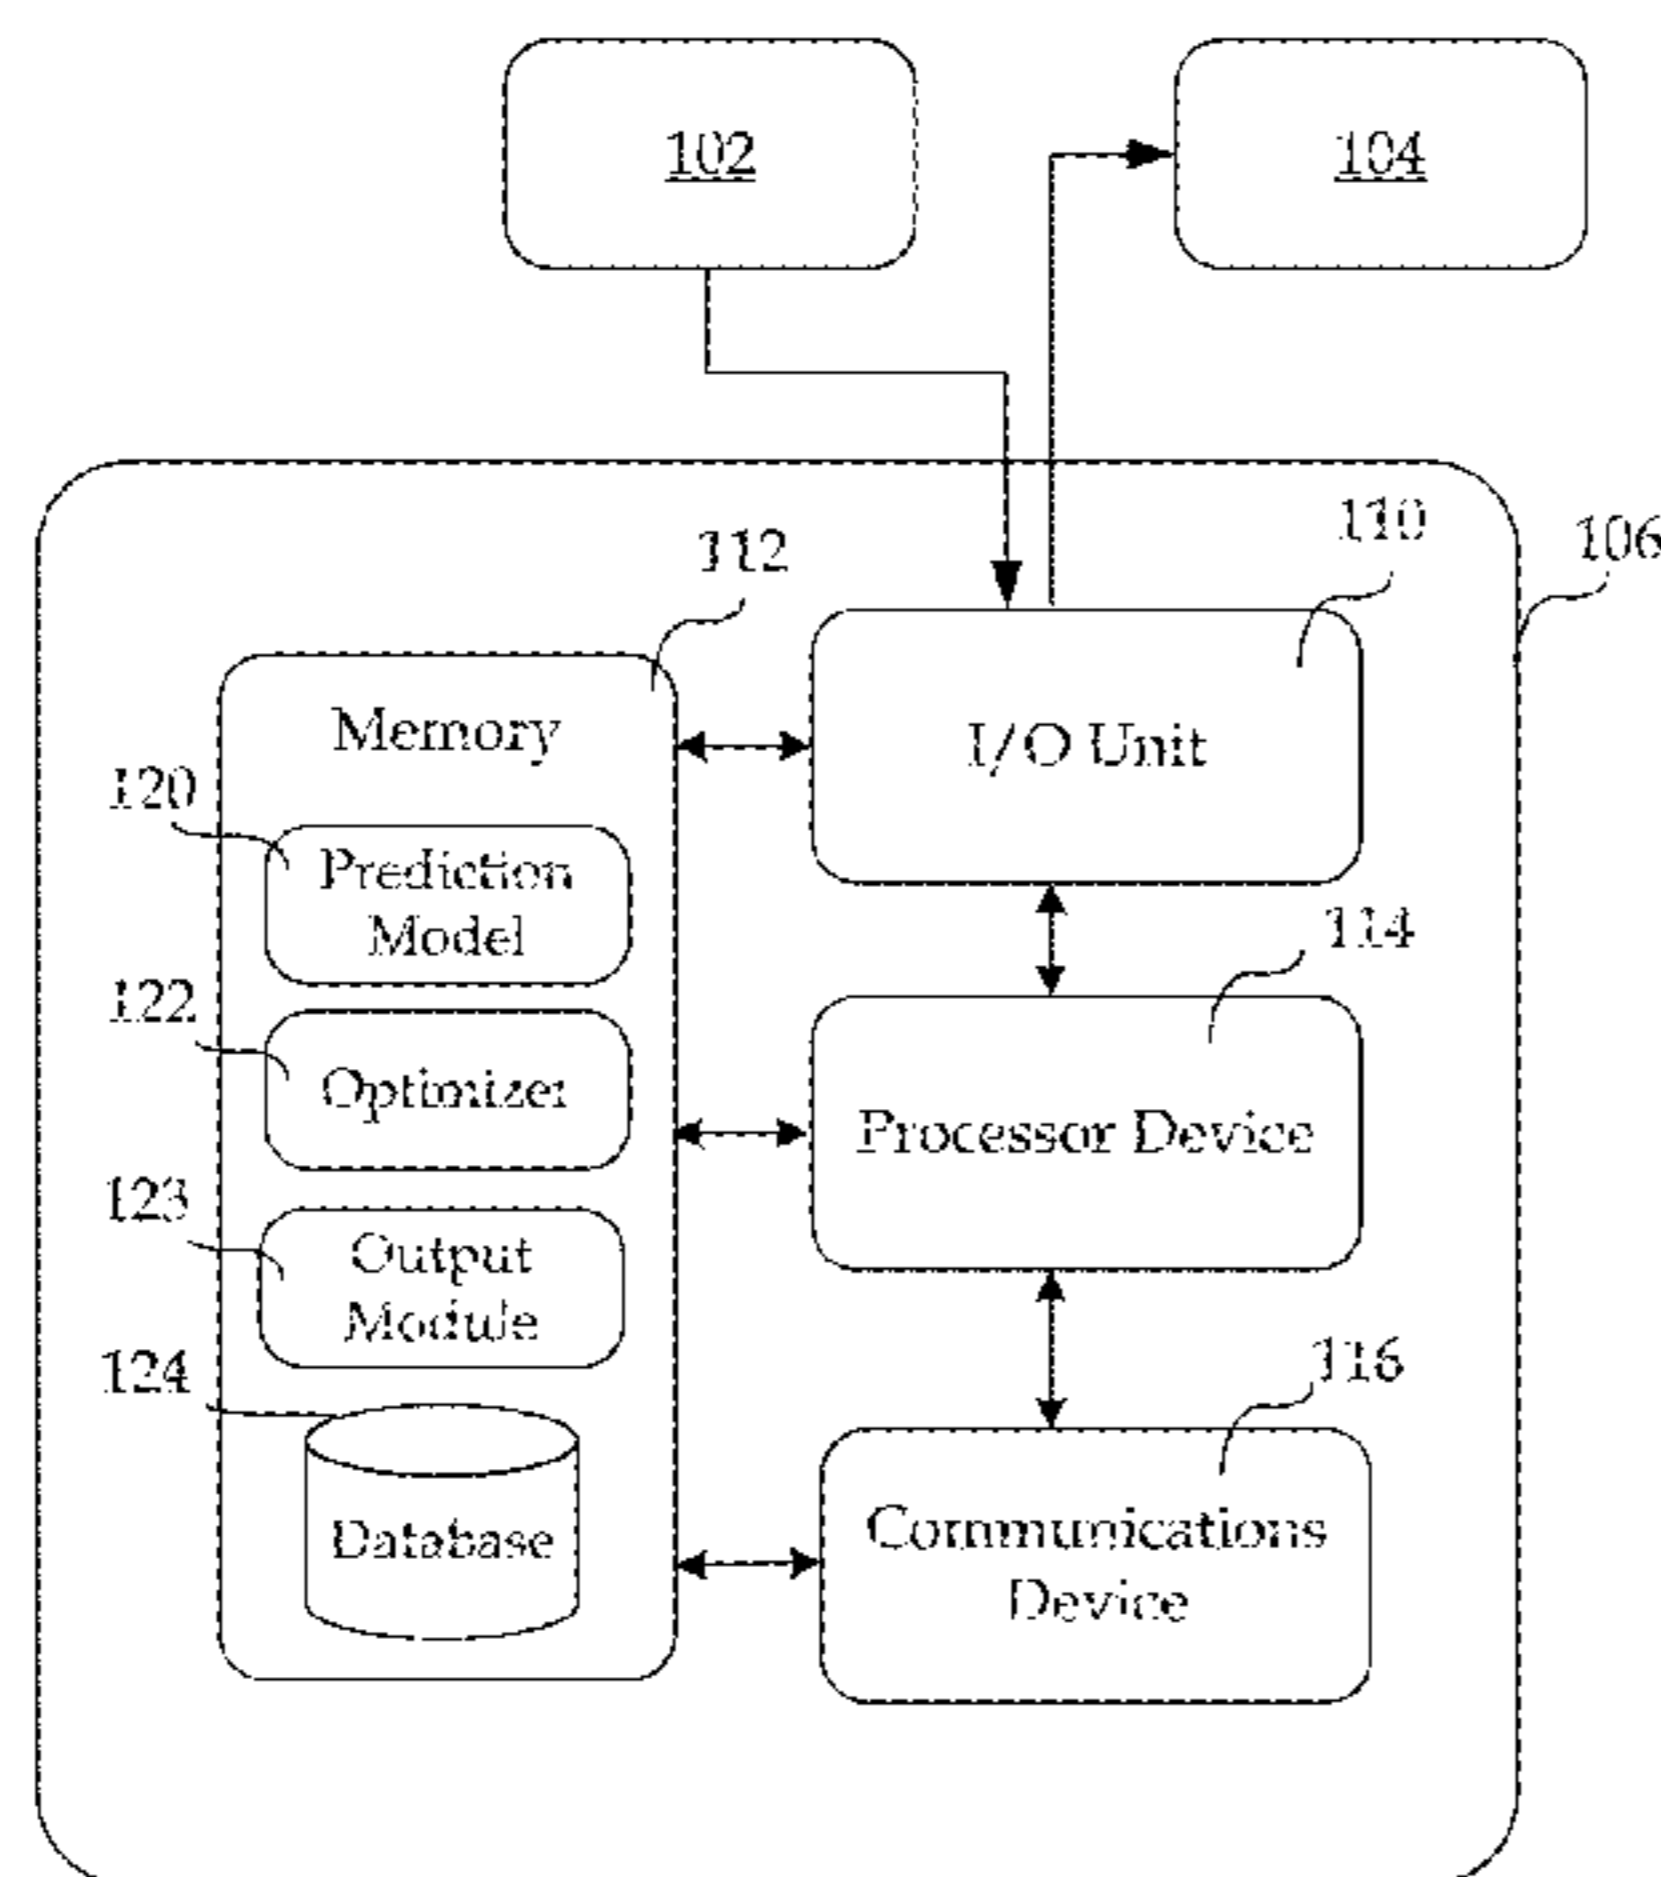 102
104
110
106
112
Memory
I/O Unit
120
Prediction
Model
114
122
Optimizer
Processor Device
123
Output
Module
124
116
Database
Communications
Device